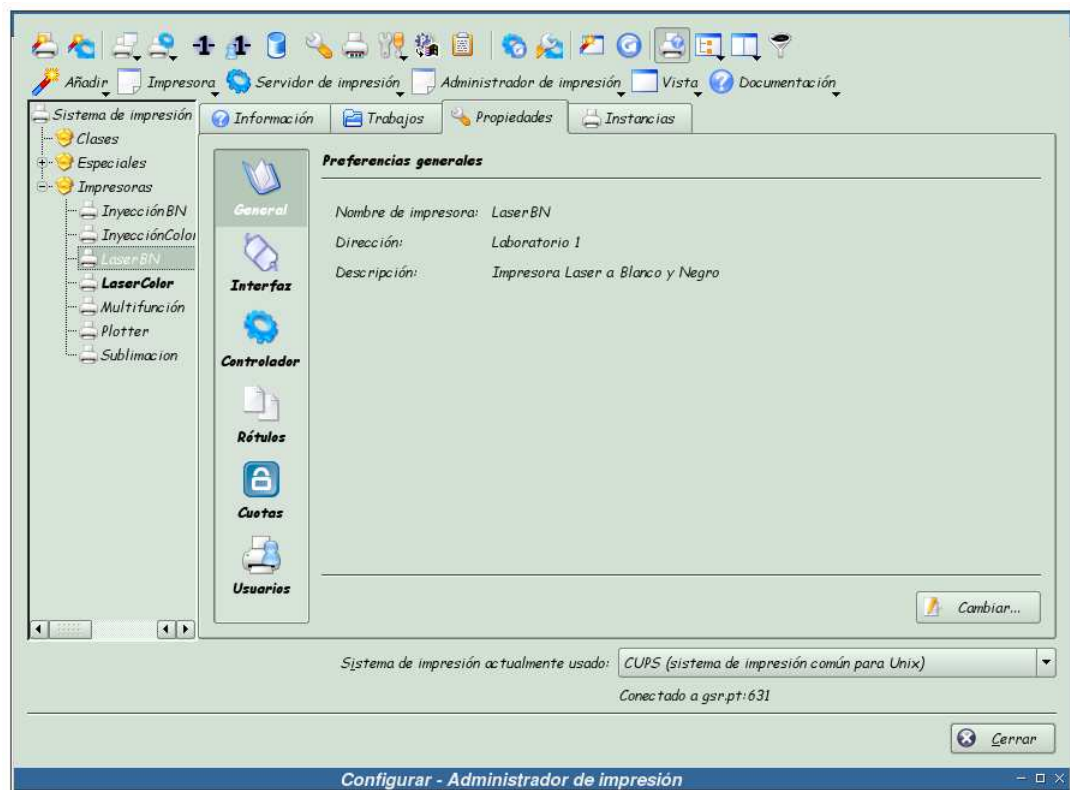 Añadir Impresora Servidor de impresión Administrador de impresión Vista Documentación
Sistema de impresión
Clases
Especiales
Impresoras
InyecciónBN
InyecciónColor
LaserBN
LaserColor
Multifunción
Plotter
Sublimacion
Información Trabajos Propiedades Instancias
General
Interfaz
Controlador
Rótulos
Cuotas
Usuarios
Preferencias generales
Nombre de impresora: LaserBN
Dirección: Laboratorio 1
Descripción: Impresora Laser a Blanco y Negro
Cambiar...
Sistema de impresión actualmente usado: CUPS (sistema de impresión común para Unix)
Conectado a gsr.pt:631
Cerrar
Configurar - Administrador de impresión